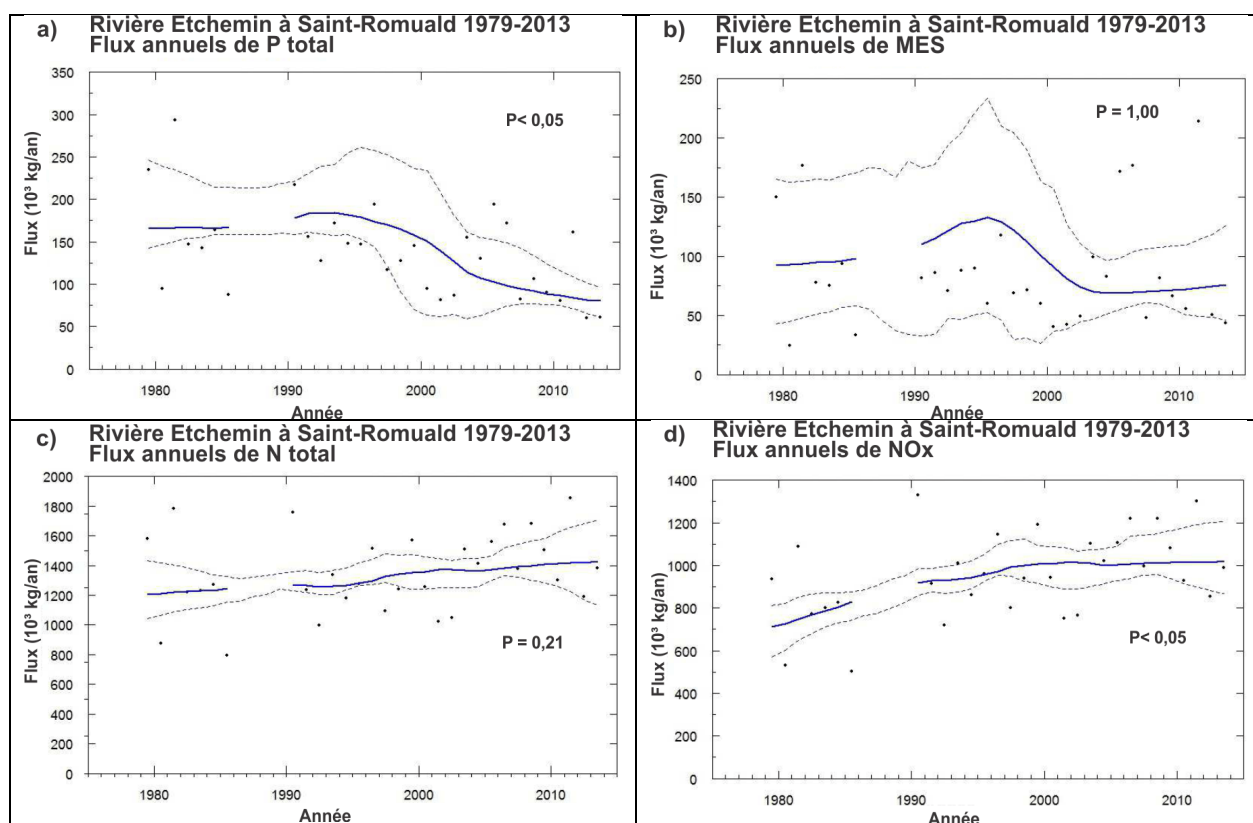 a)
Rivière Etchemin à Saint-Romuald 1979-2013
Flux annuels de P total
350
300
250
200
150
100
50
0
Flux (10³ kg/an)
P< 0,05
1980
1990
2000
2010
Année
b)
Rivière Etchemin à Saint-Romuald 1979-2013
Flux annuels de MES
250
200
150
100
50
0
Flux (10³ kg/an)
P = 1,00
1980
1990
2000
2010
Année
c)
Rivière Etchemin à Saint-Romuald 1979-2013
Flux annuels de N total
2000
1800
1600
1400
1200
1000
800
600
400
200
0
Flux (10³ kg/an)
P = 0,21
1980
1990
2000
2010
Année
d)
Rivière Etchemin à Saint-Romuald 1979-2013
Flux annuels de NOx
1400
1200
1000
800
600
400
200
0
Flux (10³ kg/an)
P< 0,05
1980
1990
2000
2010
Année